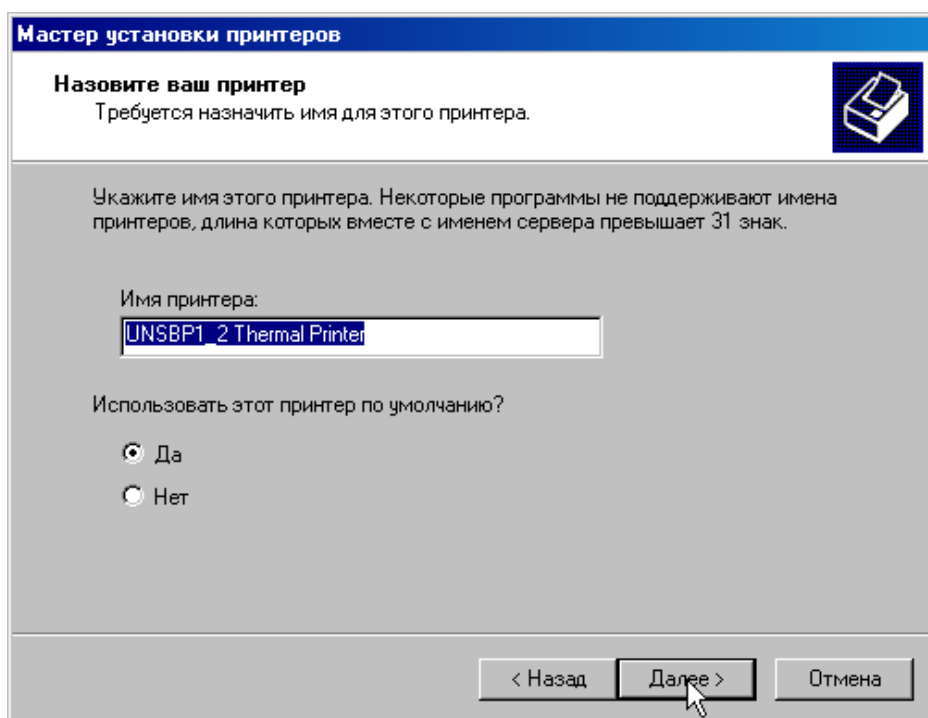 Мастер установки принтеров
Назовите ваш принтер
Требуется назначить имя для этого принтера.
Укажите имя этого принтера. Некоторые программы не поддерживают имена
принтеров, длина которых вместе с именем сервера превышает 31 знак.
Имя принтера:
UNSBP1_2 Thermal Printer
Использовать этот принтер по умолчанию?
Да
Нет
< Назад
Далее >
Отмена